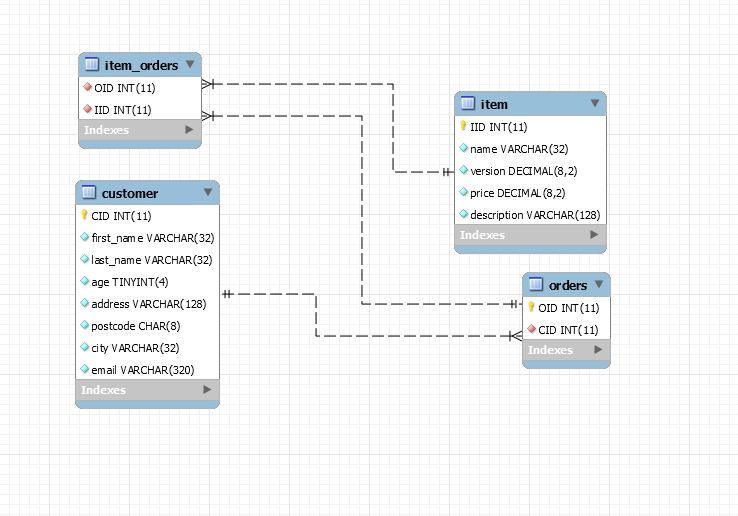 item_orders
OID INT(11)
IID INT(11)
Indexes
item
IID INT(11)
name VARCHAR(32)
version DECIMAL(8,2)
price DECIMAL(8,2)
description VARCHAR(128)
Indexes
customer
CID INT(11)
first_name VARCHAR(32)
last_name VARCHAR(32)
age TINYINT(4)
address VARCHAR(128)
postcode CHAR(8)
city VARCHAR(32)
email VARCHAR(320)
Indexes
orders
OID INT(11)
CID INT(11)
Indexes